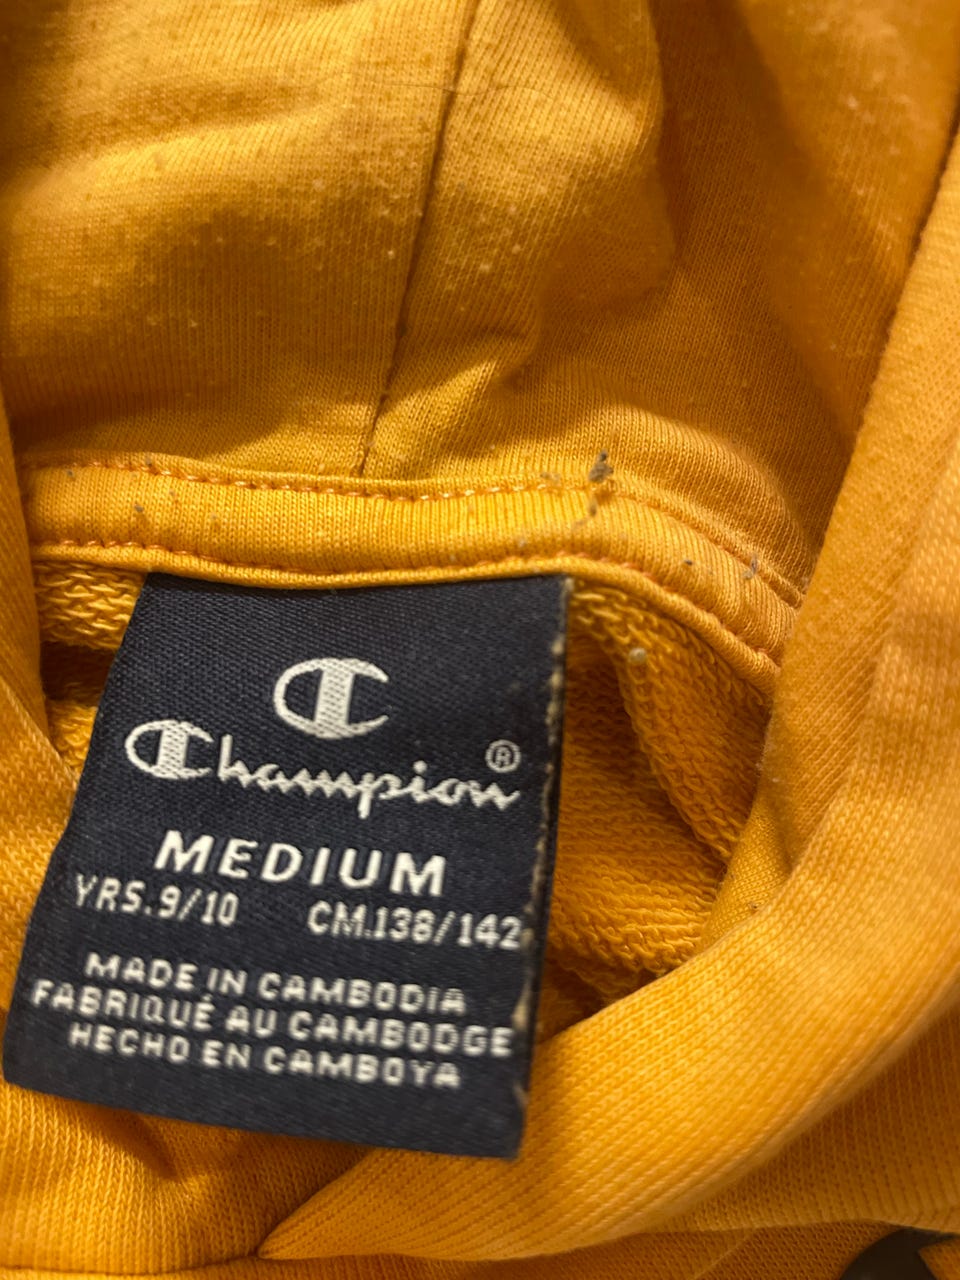 C
Champion®
MEDIUM
YRS.9/10 CM.138/142
MADE IN CAMBODIA
FABRIQUÉ AU CAMBODGE
HECHO EN CAMBOYA